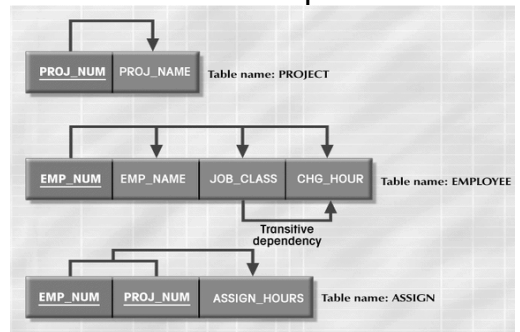 PROJ_NUM PROJ_NAME Table name: PROJECT
EMP_NUM EMP_NAME JOB_CLASS CHG_HOUR Table name: EMPLOYEE
Transitive
dependency
EMP_NUM PROJ_NUM ASSIGN_HOURS Table name: ASSIGN